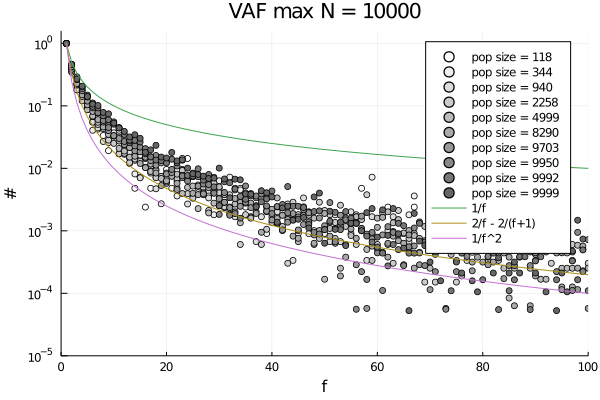 VAF max N = 10000
#
10^0
10^-1
10^-2
10^-3
10^-4
10^-5
0
20
40
60
80
100
f
pop size = 118
pop size = 344
pop size = 940
pop size = 2258
pop size = 4999
pop size = 8290
pop size = 9703
pop size = 9950
pop size = 9992
pop size = 9999
1/f
2/f - 2/(f+1)
1/f^2